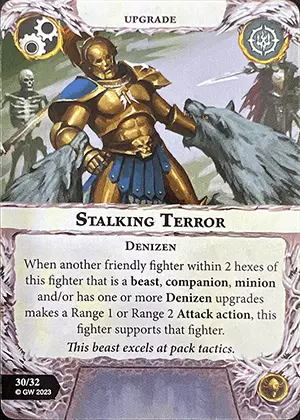 UPGRADE
STALKING TERROR
DENIZEN
When another friendly fighter within 2 hexes of
this fighter that is a beast, companion, minion
and/or has one or more Denizen upgrades
makes a Range 1 or Range 2 Attack action, this
fighter supports that fighter.
This beast excels at pack tactics.
30/32
© GW 2023